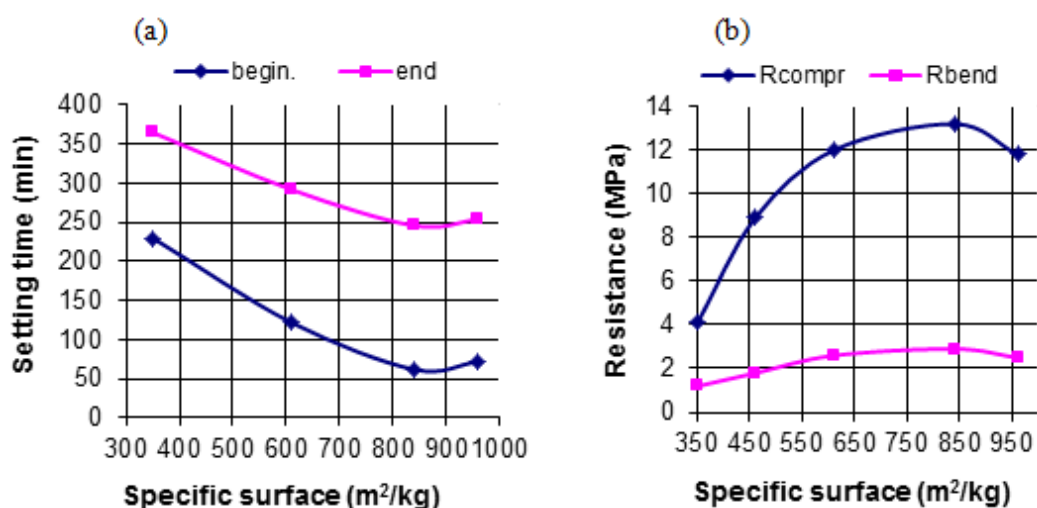 (a)
begin. end
Setting time (min)
400
350
300
250
200
150
100
50
0
300 400 500 600 700 800 900 1000
Specific surface (m²/kg)
(b)
Rcompr Rbend
Resistance (MPa)
14
12
10
8
6
4
2
0
350 450 550 650 750 850 950
Specific surface (m²/kg)